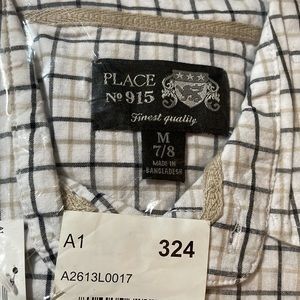 PLACE
Nº 915
Finest quality
M
7/8
MADE IN
BANGLADESH
A1
324
A2613L0017